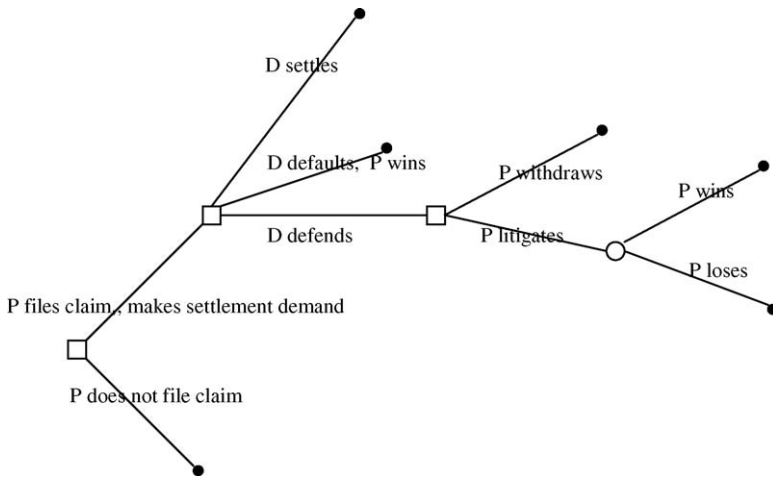 D settles
D defaults, P wins
P withdraws
P wins
D defends
P litigates
P loses
P files claim,, makes settlement demand
P does not file claim